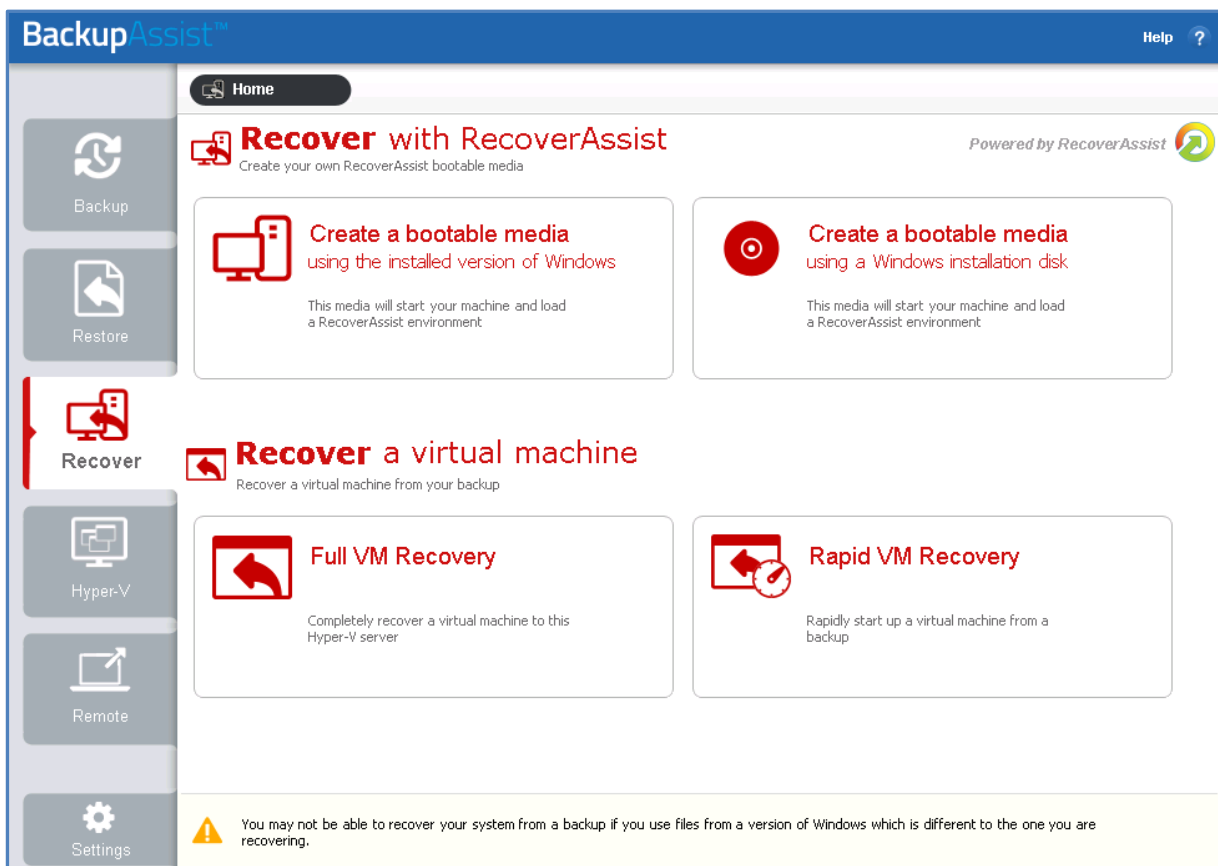 BackupAssist™
Help ?
Home
Recover with RecoverAssist
Create your own RecoverAssist bootable media
Powered by RecoverAssist
Create a bootable media
using the installed version of Windows
This media will start your machine and load
a RecoverAssist environment
Create a bootable media
using a Windows installation disk
This media will start your machine and load
a RecoverAssist environment
Recover a virtual machine
Recover a virtual machine from your backup
Full VM Recovery
Completely recover a virtual machine to this
Hyper-V server
Rapid VM Recovery
Rapidly start up a virtual machine from a
backup
Backup
Restore
Recover
Hyper-V
Remote
Settings
You may not be able to recover your system from a backup if you use files from a version of Windows which is different to the one you are
recovering.